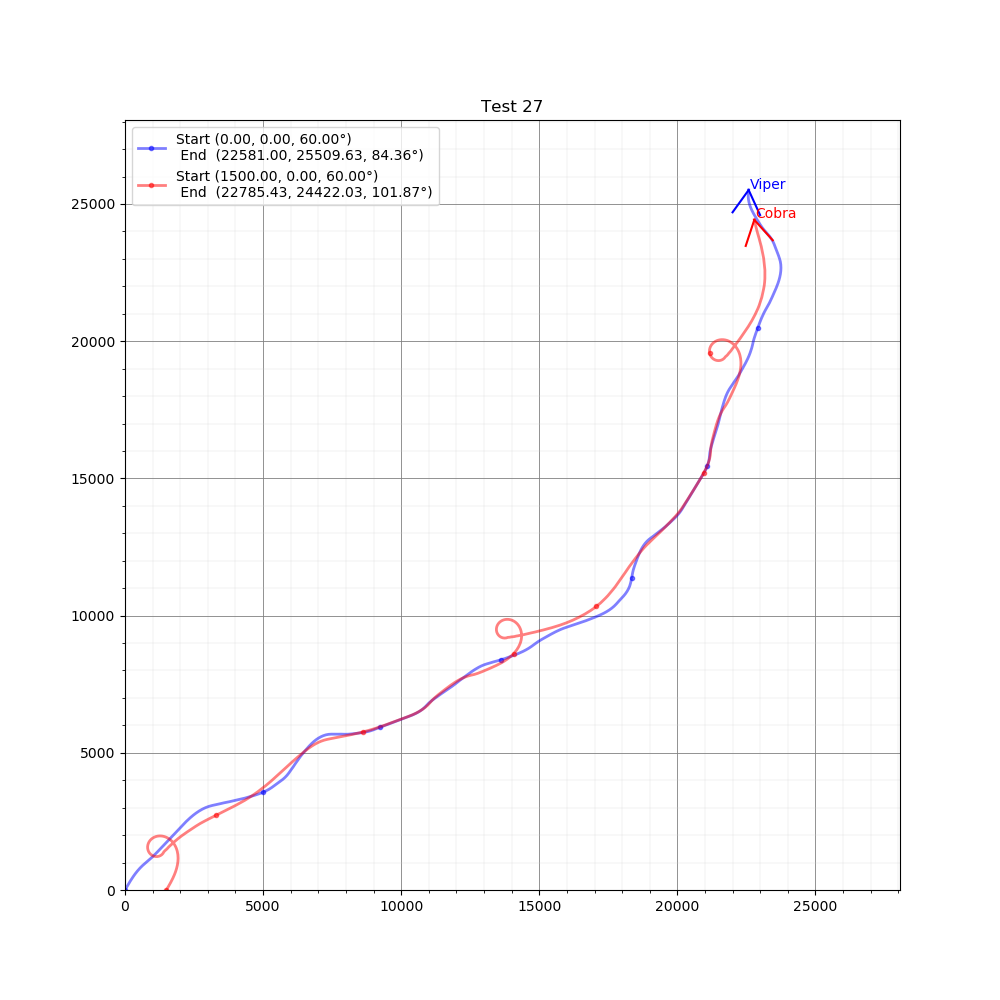 Test 27
Start (0.00, 0.00, 60.00°)
End (22581.00, 25509.63, 84.36°)
Start (1500.00, 0.00, 60.00°)
End (22785.43, 24422.03, 101.87°)
Viper
Cobra
25000
20000
15000
10000
5000
0
0 5000 10000 15000 20000 25000